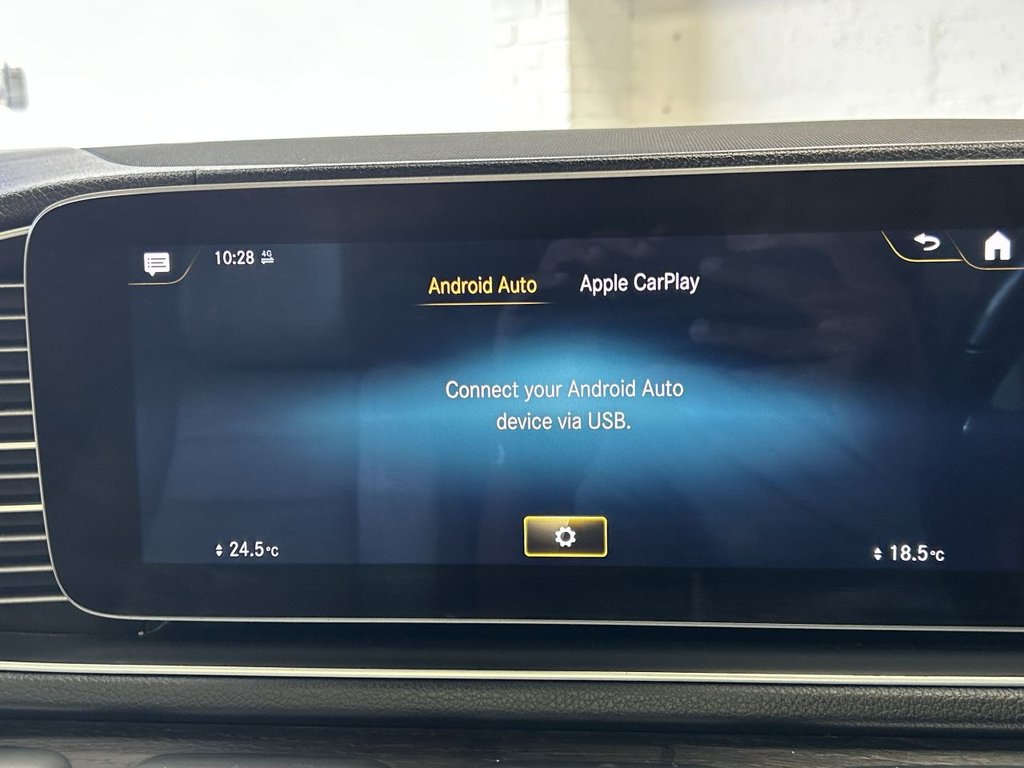 10:28 4G
Android Auto Apple CarPlay
Connect your Android Auto
device via USB.
24.5°C
18.5°C